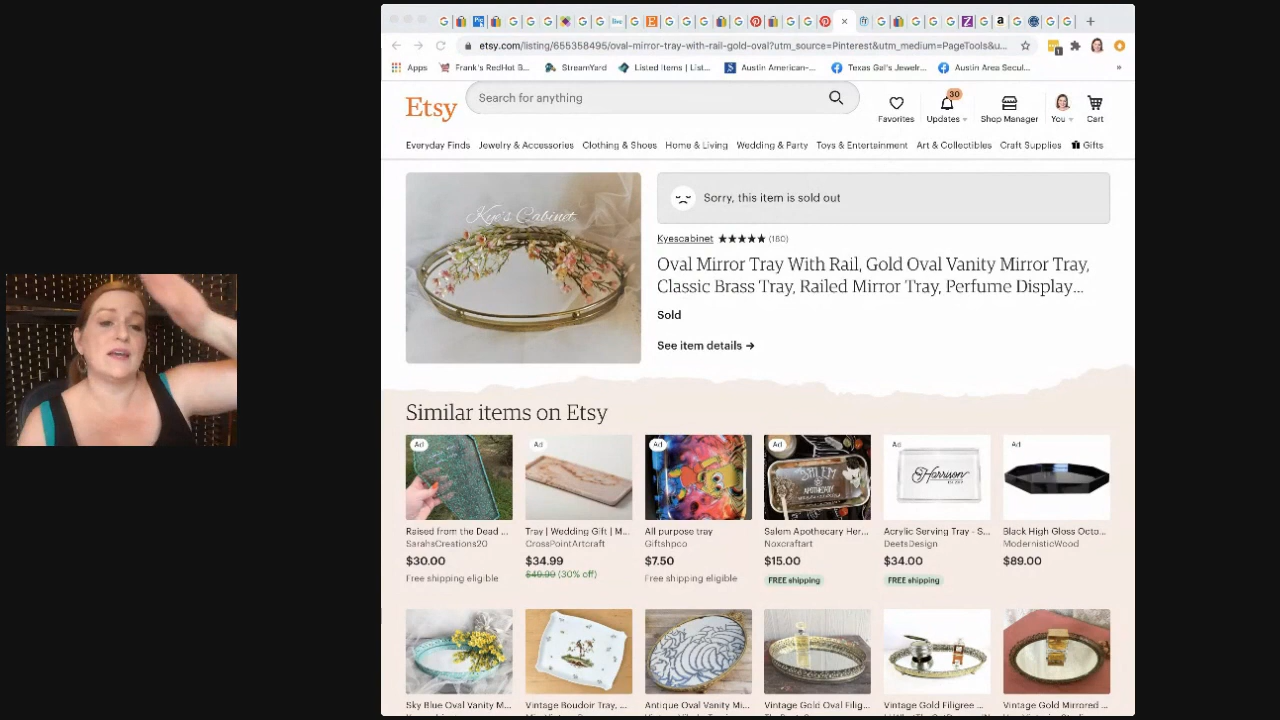 etsy.com/listing/655358495/oval-mirror-tray-with-rail-gold-oval?utm_source=Pinterest&utm_medium=PageTools&u...
Apps
Frank's RedHot B...
StreamYard
Listed Items | List...
Austin American-...
Texas Gal's Jewelr...
Austin Area Secul...
»
Etsy
Search for anything
Favorites
30
Updates
Shop Manager
You
Cart
Everyday Finds
Jewelry & Accessories
Clothing & Shoes
Home & Living
Wedding & Party
Toys & Entertainment
Art & Collectibles
Craft Supplies
Gifts
Kye's Cabinet
Sorry, this item is sold out
Kyescabinet ★★★★★ (180)
Oval Mirror Tray With Rail, Gold Oval Vanity Mirror Tray,
Classic Brass Tray, Railed Mirror Tray, Perfume Display...
Sold
See item details →
Similar items on Etsy
Ad
Raised from the Dead ...
SarahsCreations20
$30.00
Free shipping eligible
Ad
Tray | Wedding Gift | M...
CrossPointArtcraft
$34.99
$49.99 (30% off)
Ad
All purpose tray
Giftshpco
$7.50
Free shipping eligible
Ad
SALEM
APOTHECARY
Salem Apothecary Her...
Noxcraftart
$15.00
FREE shipping
Ad
Harrison
Acrylic Serving Tray - S...
DeetsDesign
$34.00
FREE shipping
Ad
Black High Gloss Octo...
ModernisticWood
$89.00
Sky Blue Oval Vanity M...
Vintage Boudoir Tray, ...
Antique Oval Vanity Mi...
Vintage Gold Oval Filig...
Vintage Gold Filigree ...
Vintage Gold Mirrored ...